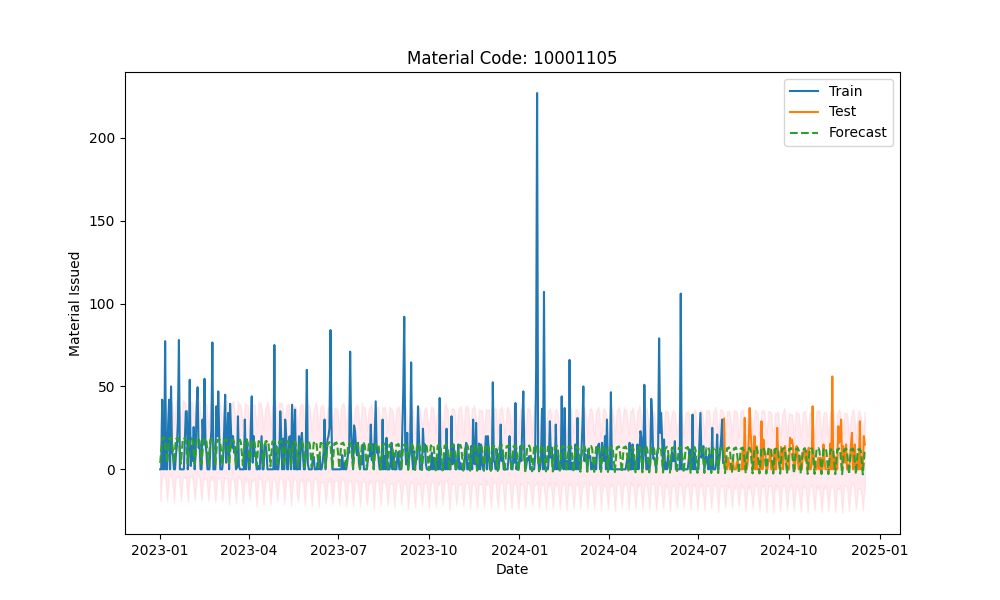 Material Code: 10001105
Train
Test
Forecast
Material Issued
200
150
100
50
0
2023-01
2023-04
2023-07
2023-10
2024-01
2024-04
2024-07
2024-10
2025-01
Date